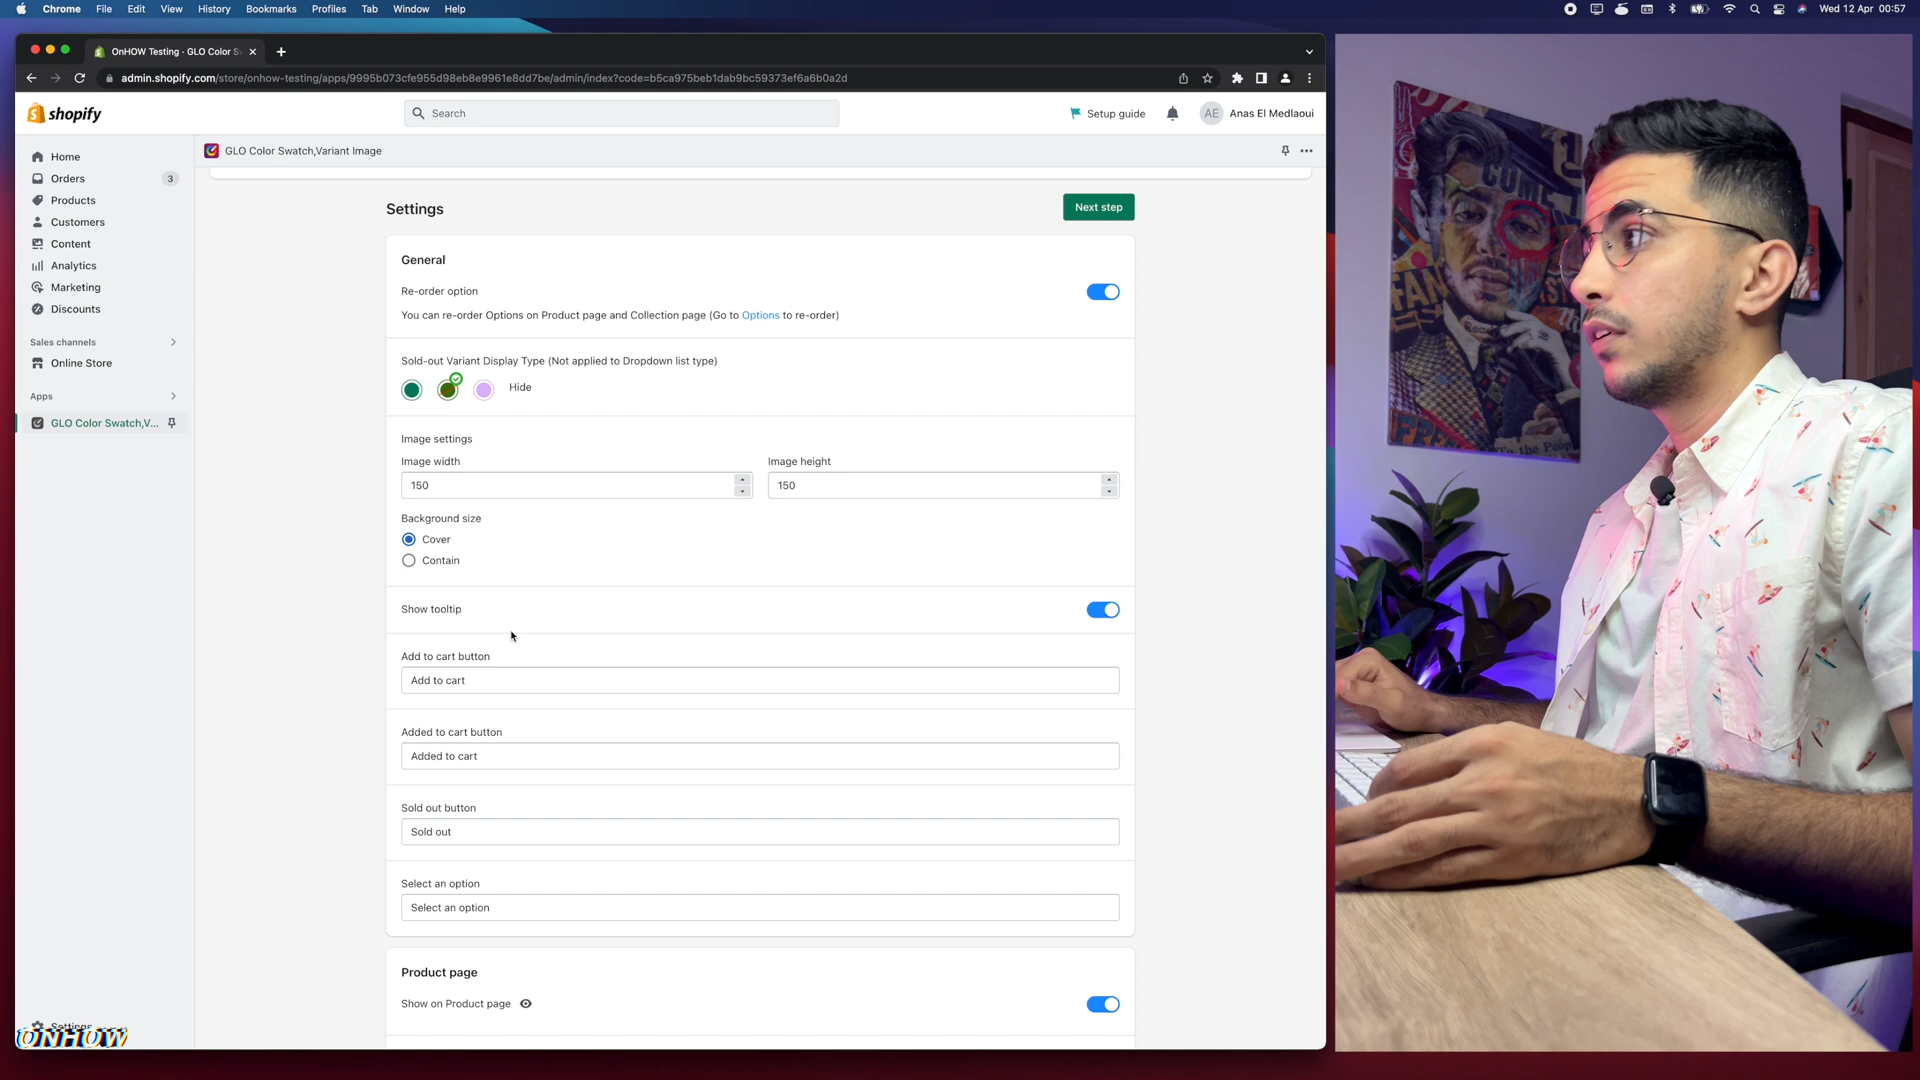 Chrome File Edit View History Bookmarks Profiles Tab Window Help
Wed 12 Apr 00:57
OnHOW Testing · GLO Color S
admin.shopify.com/store/onhow-testing/apps/9995b073cfe955d98eb8e9961e8dd7be/admin/index?code=b5ca975beb1dab9bc59373ef6a6b0a2d
shopify
Search
Setup guide
AE
Anas El Medlaoui
Home
Orders
3
Products
Customers
Content
Analytics
Marketing
Discounts
Sales channels
Online Store
Apps
GLO Color Swatch,V...
Settings
ONHOW
GLO Color Swatch,Variant Image
Settings
Next step
General
Re-order option
You can re-order Options on Product page and Collection page (Go to Options to re-order)
Sold-out Variant Display Type (Not applied to Dropdown list type)
Hide
Image settings
Image width
Image height
150
150
Background size
Cover
Contain
Show tooltip
Add to cart button
Add to cart
Added to cart button
Added to cart
Sold out button
Sold out
Select an option
Select an option
Product page
Show on Product page